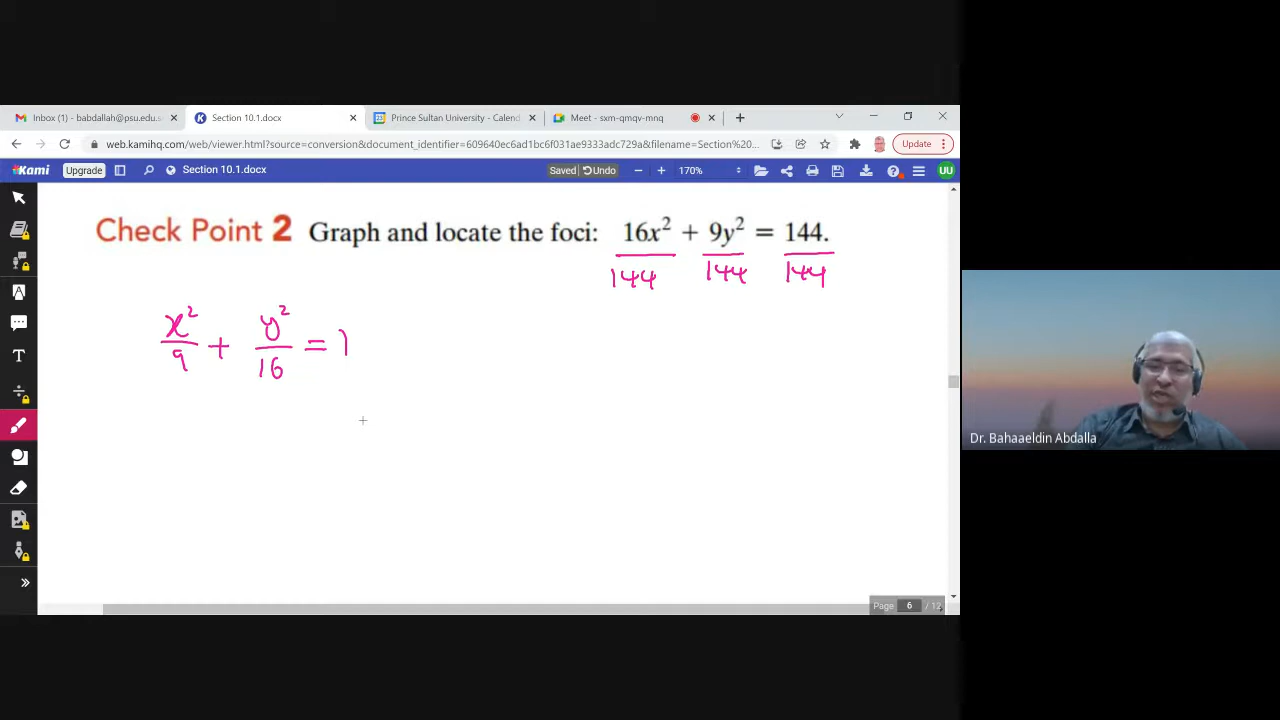 Inbox (1) - babdallah@psu.edu.s Section 10.1.docx Prince Sultan University - Calend Meet - sxm-qmqv-mnq
web.kamihq.com/web/viewer.html?source=conversion&document_identifier=609640ec6ad1bc6f031ae9333adc729a&filename=Section%20... Update
Kami Upgrade Section 10.1.docx Saved Undo 170% UU
Check Point 2 Graph and locate the foci: 16x² + 9y² = 144.
144 144 144
x² + y² = 1
9 16
Dr. Bahaaeldin Abdalla
Page 6 / 12